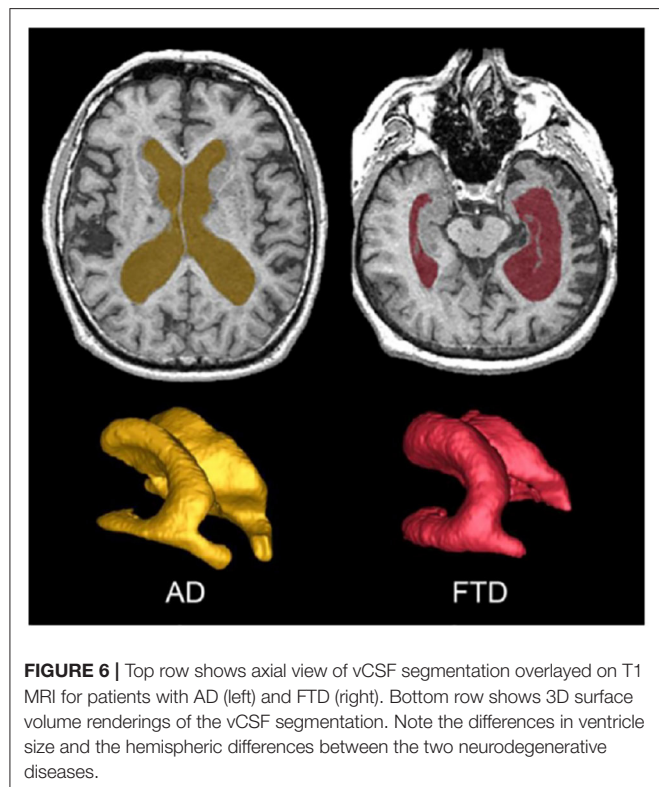 AD
FTD
FIGURE 6 | Top row shows axial view of vCSF segmentation overlayed on T1
MRI for patients with AD (left) and FTD (right). Bottom row shows 3D surface
volume renderings of the vCSF segmentation. Note the differences in ventricle
size and the hemispheric differences between the two neurodegenerative
diseases.